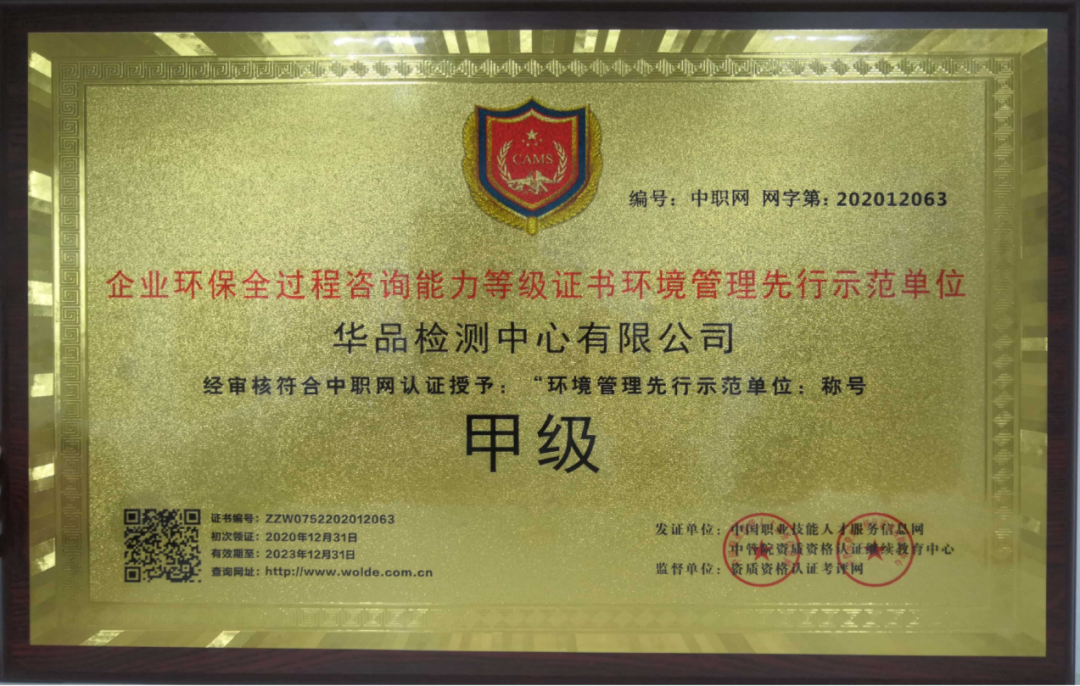 CAMS
编号：中职网 网字第：202012063
企业环保全过程咨询能力等级证书环境管理先行示范单位
华品检测中心有限公司
经审核符合中职网认证授予：“环境管理先行示范单位：称号
甲级
证书编号：ZZW0752202012063
初次领证：2020年12月31日
有效期至：2023年12月31日
查询网址：http://www.wolde.com.cn
发证单位：中国职业技能人才服务信息网
中管院资质资格认证继续教育中心
监督单位：资质资格认证考评网